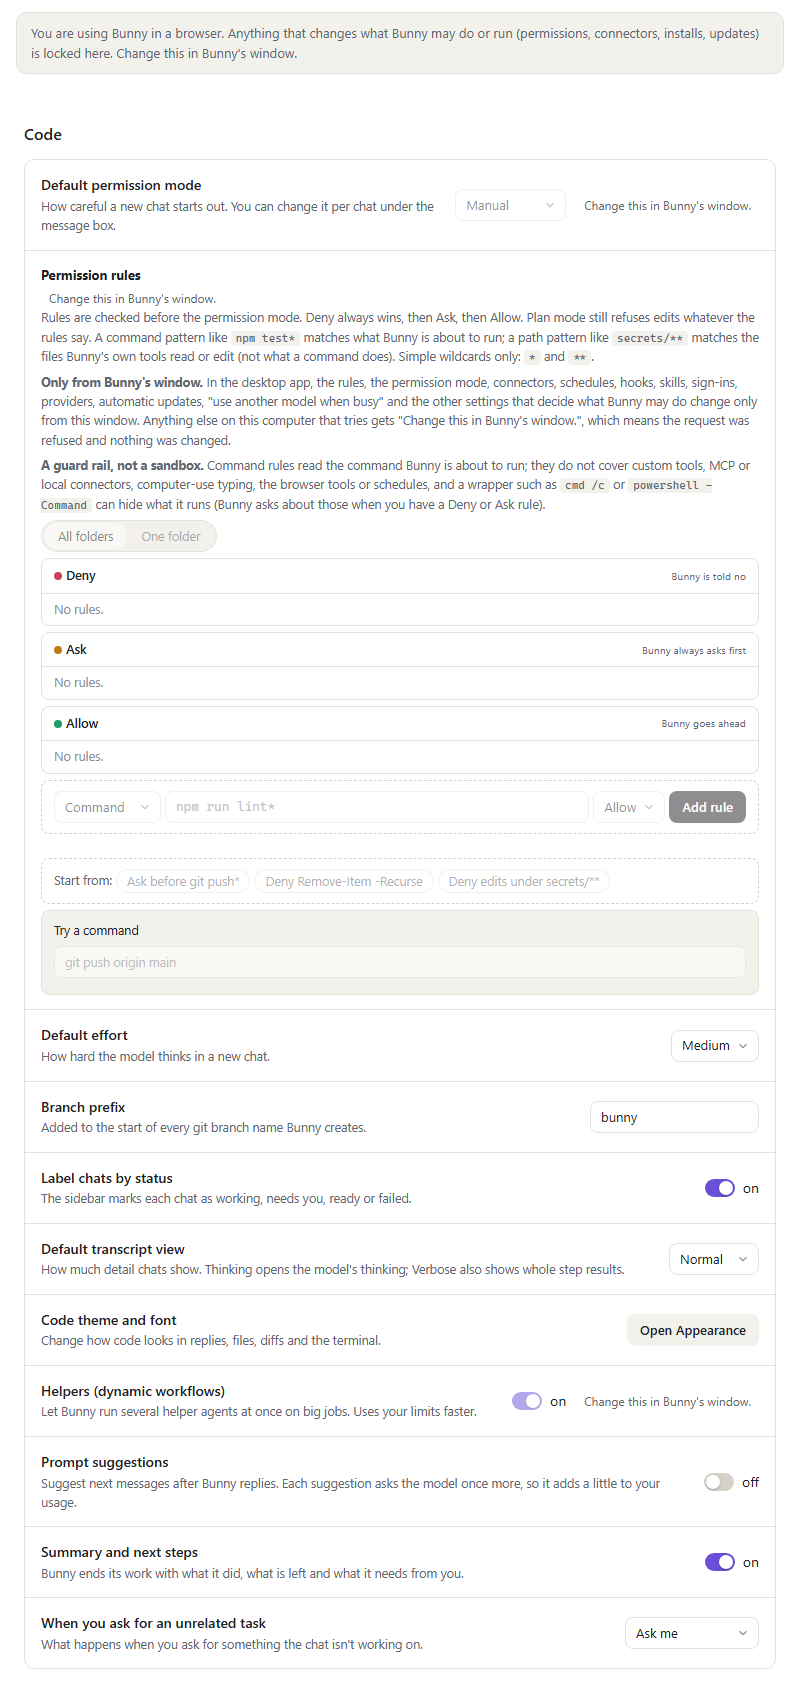 You are using Bunny in a browser. Anything that changes what Bunny may do or run (permissions, connectors, installs, updates)
is locked here. Change this in Bunny's window.
Code
Default permission mode
How careful a new chat starts out. You can change it per chat under the
message box.
Manual
Change this in Bunny's window.
Permission rules
Change this in Bunny's window.
Rules are checked before the permission mode. Deny always wins, then Ask, then Allow. Plan mode still refuses edits whatever the
rules say. A command pattern like npm test* matches what Bunny is about to run; a path pattern like secrets/** matches the
files Bunny's own tools read or edit (not what a command does). Simple wildcards only: * and **.
Only from Bunny's window. In the desktop app, the rules, the permission mode, connectors, schedules, hooks, skills, sign-ins,
providers, automatic updates, "use another model when busy" and the other settings that decide what Bunny may do change only
from this window. Anything else on this computer that tries gets "Change this in Bunny's window.", which means the request was
refused and nothing was changed.
A guard rail, not a sandbox. Command rules read the command Bunny is about to run; they do not cover custom tools, MCP or
local connectors, computer-use typing, the browser tools or schedules, and a wrapper such as cmd /c or powershell -
Command can hide what it runs (Bunny asks about those when you have a Deny or Ask rule).
All folders
One folder
Deny
Bunny is told no
No rules.
Ask
Bunny always asks first
No rules.
Allow
Bunny goes ahead
No rules.
Command
npm run lint*
Allow
Add rule
Start from:
Ask before git push*
Deny Remove-Item -Recurse
Deny edits under secrets/**
Try a command
git push origin main
Default effort
How hard the model thinks in a new chat.
Medium
Branch prefix
Added to the start of every git branch name Bunny creates.
bunny
Label chats by status
The sidebar marks each chat as working, needs you, ready or failed.
on
Default transcript view
How much detail chats show. Thinking opens the model's thinking; Verbose also shows whole step results.
Normal
Code theme and font
Change how code looks in replies, files, diffs and the terminal.
Open Appearance
Helpers (dynamic workflows)
Let Bunny run several helper agents at once on big jobs. Uses your limits faster.
on
Change this in Bunny's window.
Prompt suggestions
Suggest next messages after Bunny replies. Each suggestion asks the model once more, so it adds a little to your
usage.
off
Summary and next steps
Bunny ends its work with what it did, what is left and what it needs from you.
on
When you ask for an unrelated task
What happens when you ask for something the chat isn't working on.
Ask me